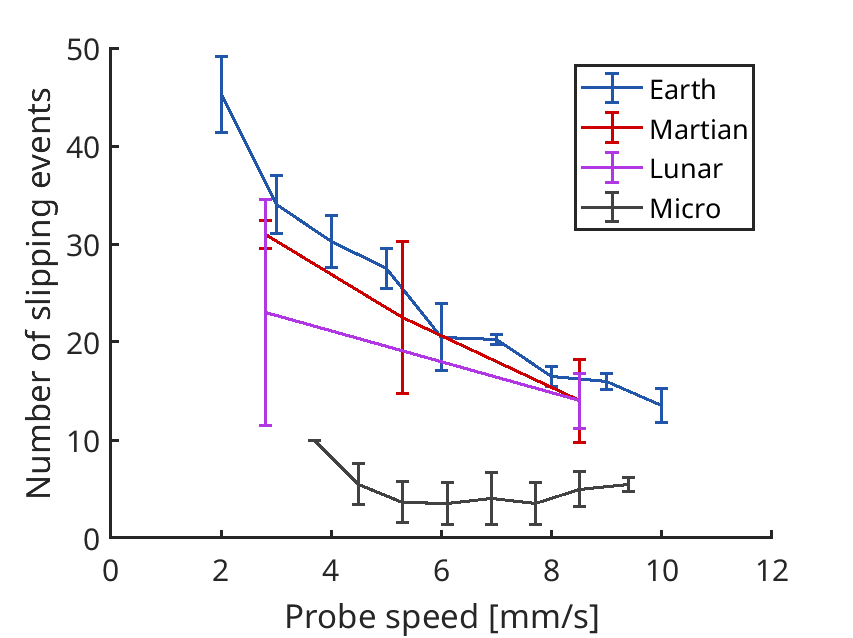 50
40
30
20
10
0
Number of slipping events
Earth
Martian
Lunar
Micro
0 2 4 6 8 10 12
Probe speed [mm/s]